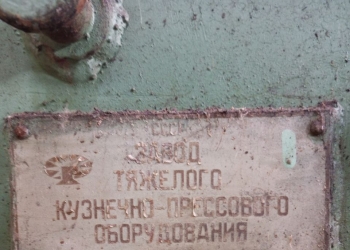 СССР
ЗАВОД
ТЯЖЕЛОГО
КУЗНЕЧНО-ПРЕССОВОГО
ОБОРУДОВАНИЯ